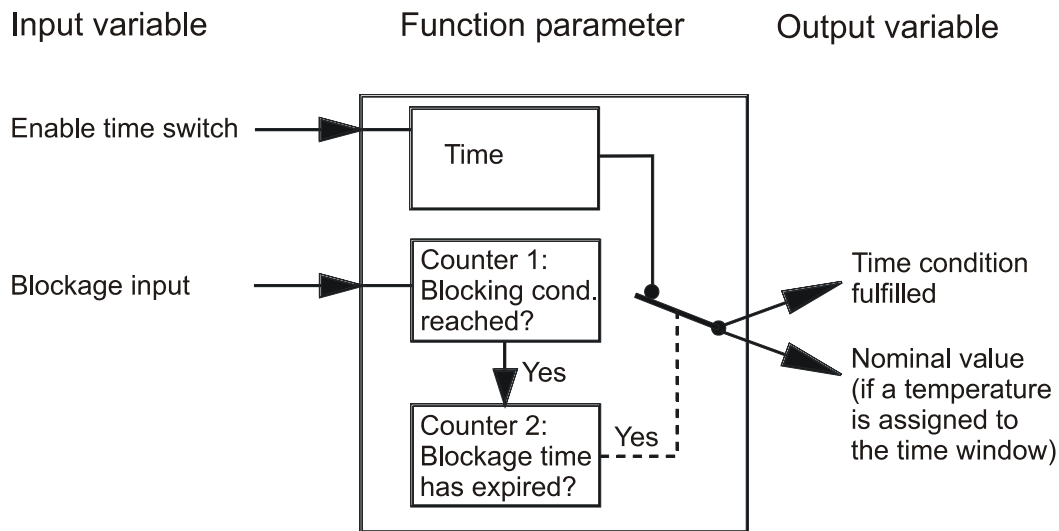 Input variable
Function parameter
Output variable
Enable time switch
Time
Blockage input
Counter 1:
Blocking cond.
reached?
Yes
Counter 2:
Blockage time
has expired?
Yes
Time condition
fulfilled
Nominal value
(if a temperature
is assigned to
the time window)